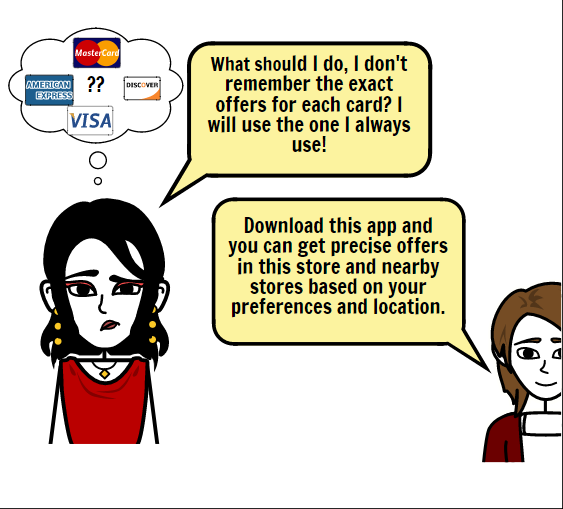 MasterCard
AMERICAN
EXPRESS
??
DISCOVER
VISA
What should I do, I don't
remember the exact
offers for each card? I
will use the one I always
use!
Download this app and
you can get precise offers
in this store and nearby
stores based on your
preferences and location.